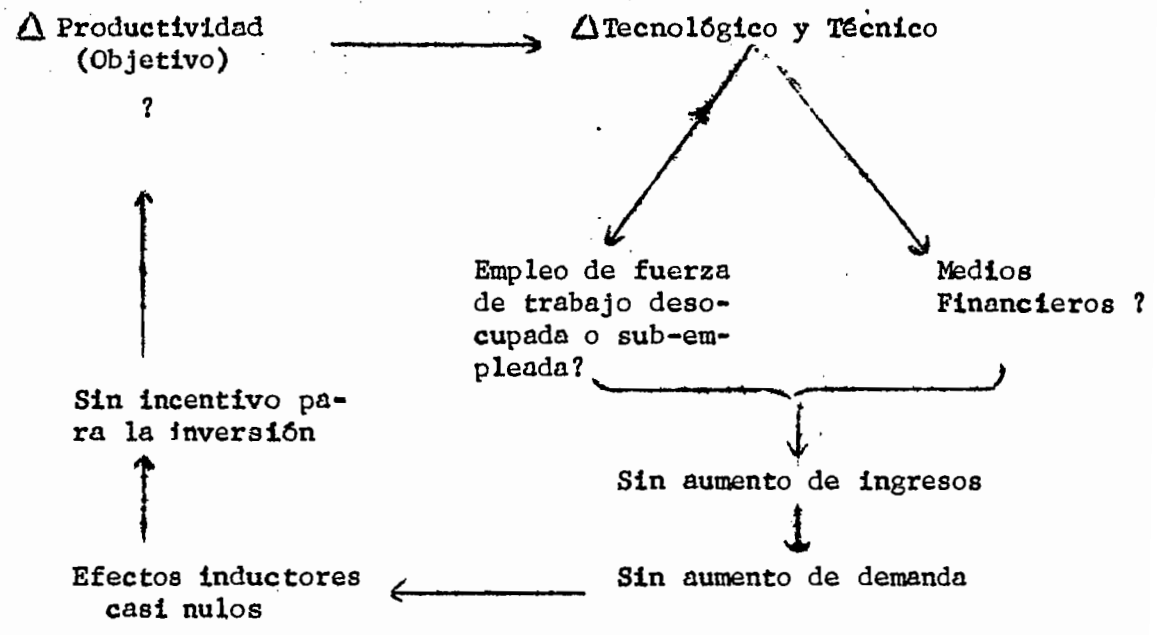 △ Productividad
(Objetivo)
?
△Tecnológico y Técnico
Empleo de fuerza
de trabajo deso-
cupada o sub-em-
pleada?
Medios
Financieros ?
Sin aumento de ingresos
Sin aumento de demanda
Efectos inductores
casi nulos
Sin incentivo pa-
ra la inversión